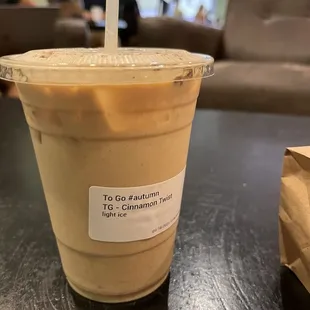 To Go #autumn
TG - Cinnamon Twist
light ice